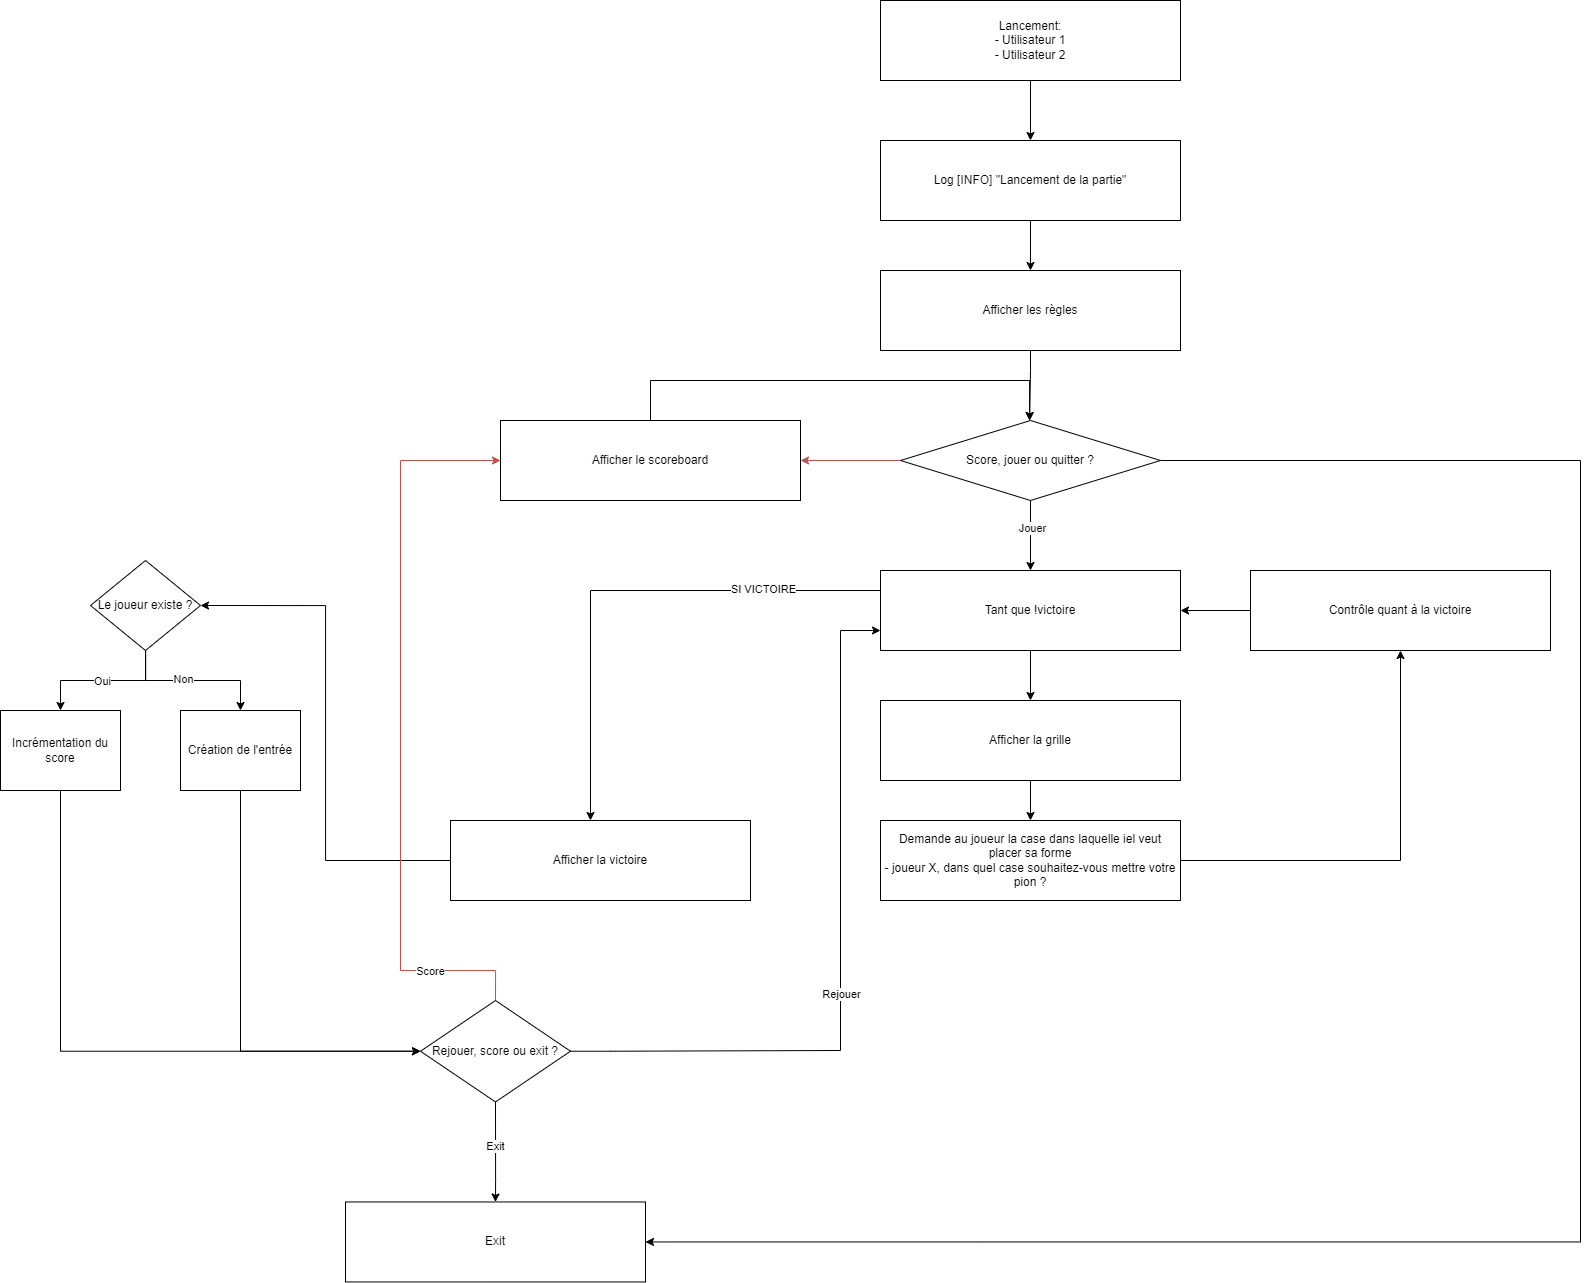 Lancement:
- Utilisateur 1
- Utilisateur 2
Log [INFO] "Lancement de la partie"
Afficher les règles
Afficher le scoreboard
Score, jouer ou quitter ?
Jouer
SI VICTOIRE
Tant que !victoire
Contrôle quant à la victoire
Le joueur existe ?
Oui
Non
Incrémentation du
score
Création de l'entrée
Afficher la grille
Demande au joueur la case dans laquelle iel veut
placer sa forme
- joueur X, dans quel case souhaitez-vous mettre votre
pion ?
Afficher la victoire
Score
Rejouer
Rejouer, score ou exit ?
Exit
Exit